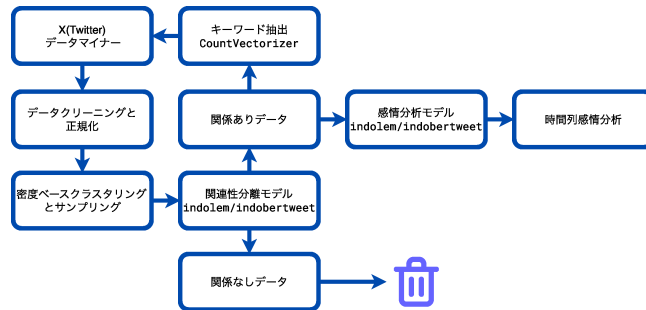 X(Twitter)
データマイナー
キーワード抽出
CountVectorizer
データクリーニングと
正規化
関係ありデータ
感情分析モデル
indolem/indobertweet
時間列感情分析
密度ベースクラスタリング
とサンプリング
関連性分離モデル
indolem/indobertweet
関係なしデータ